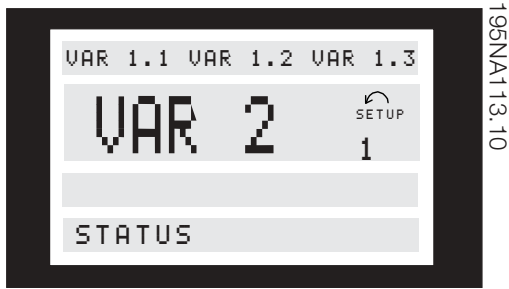 VAR 1.1 VAR 1.2 VAR 1.3
VAR 2
SETUP
1
STATUS
195NA113.10